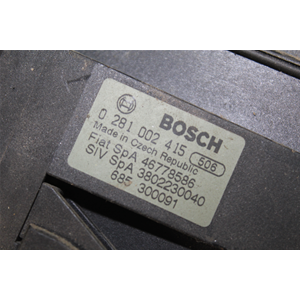 BOSCH
0 281 002 415 506
Made in Czech Republic
Fiat SpA 46778586
SIV SpA 3802230040
685 300091